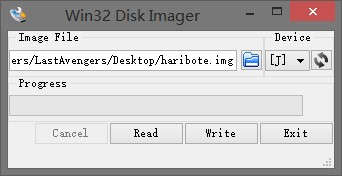 Win32 Disk Imager
Image File Device
ers/LastAvengers/Desktop/haribote.img [J]
Progress
Cancel Read Write Exit